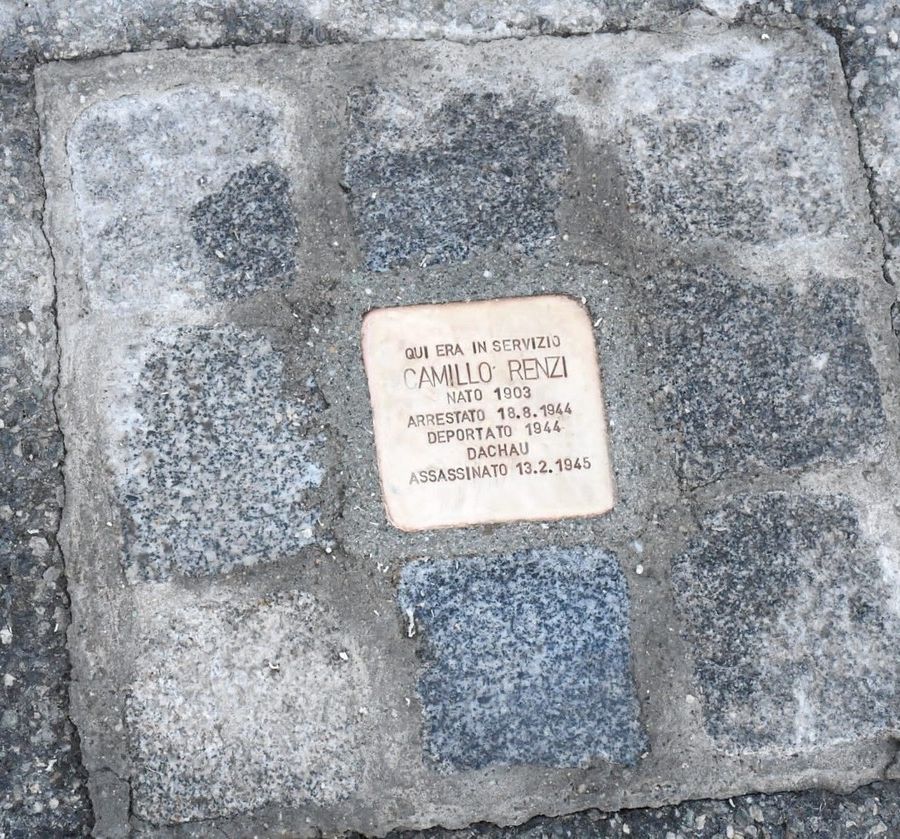 QUI ERA IN SERVIZIO
CAMILLO RENZI
NATO 1903
ARRESTATO 18.8.1944
DEPORTATO 1944
DACHAU
ASSASSINATO 13.2.1945